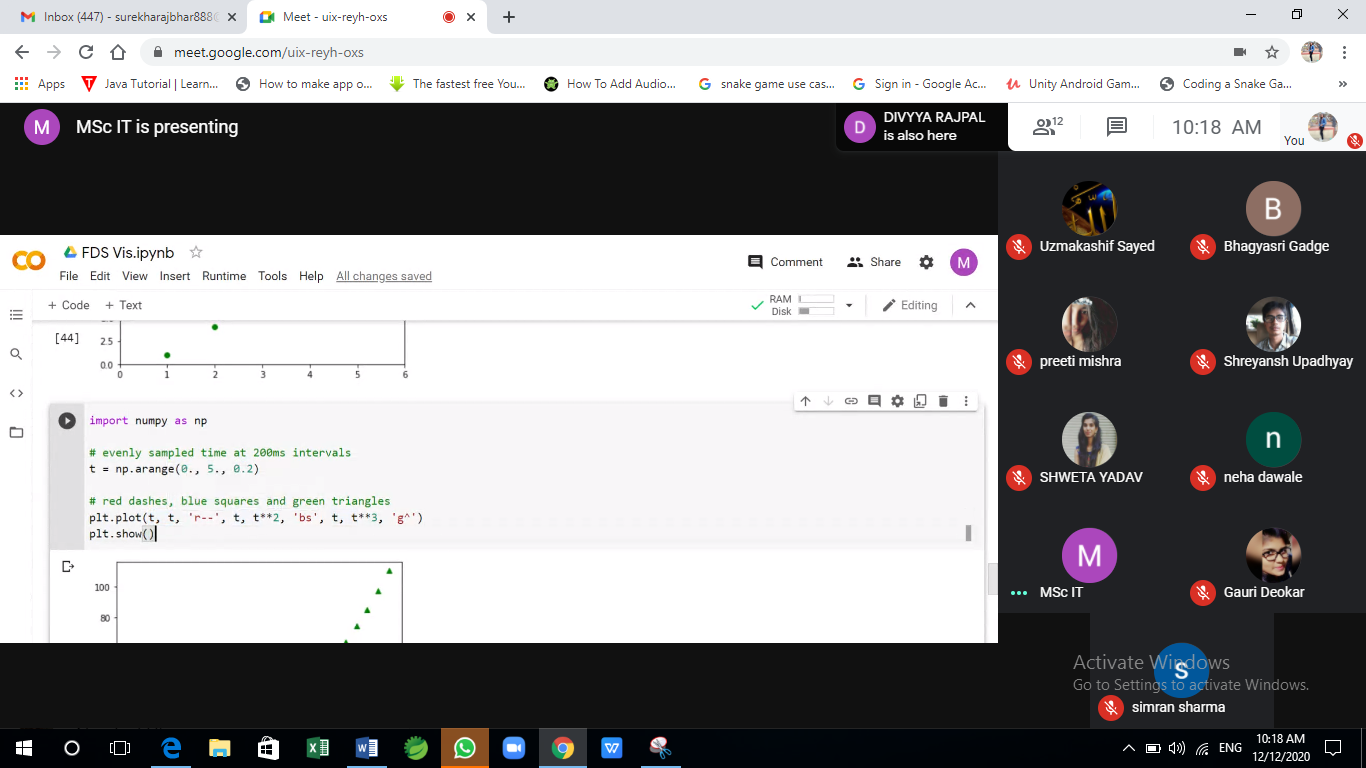 Inbox (447) - surekharajbhar888@
Meet - uix-reyh-oxs
meet.google.com/uix-reyh-oxs
Apps
Java Tutorial | Learn...
How to make app o...
The fastest free You...
How To Add Audio...
snake game use cas...
Sign in - Google Ac...
Unity Android Gam...
Coding a Snake Ga...
»
M
MSc IT is presenting
D
DIVYYA RAJPAL
is also here
12
10:18 AM
You
FDS Vis.ipynb
File Edit View Insert Runtime Tools Help All changes saved
Comment
Share
M
+ Code + Text
RAM
Disk
Editing
[44]
2.5
0.0
0 1 2 3 4 5 6
import numpy as np
# evenly sampled time at 200ms intervals
t = np.arange(0., 5., 0.2)
# red dashes, blue squares and green triangles
plt.plot(t, t, 'r--', t, t**2, 'bs', t, t**3, 'g^')
plt.show()
100
80
Uzmakashif Sayed
B
Bhagyasri Gadge
preeti mishra
Shreyansh Upadhyay
SHWETA YADAV
n
neha dawale
M
MSc IT
Gauri Deokar
s
simran sharma
Activate Windows
Go to Settings to activate Windows.
ENG
10:18 AM
12/12/2020